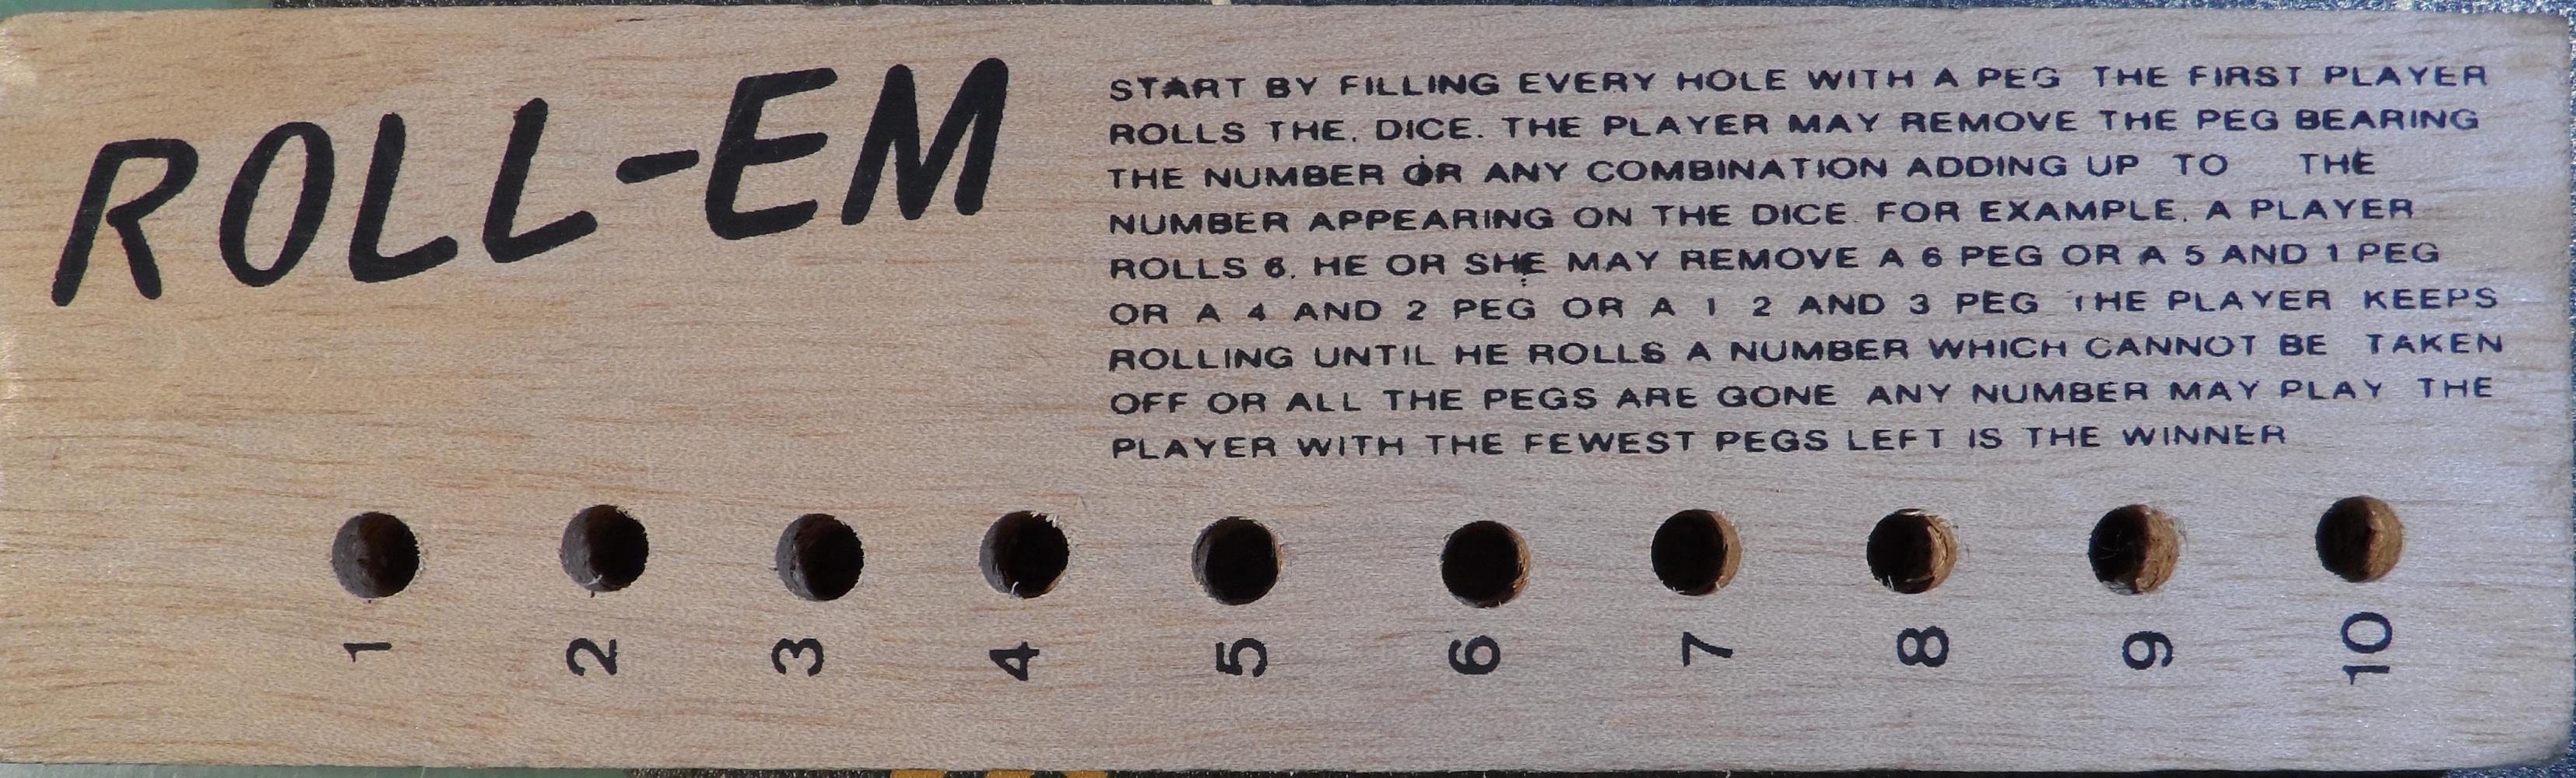 ROLL-EM
START BY FILLING EVERY HOLE WITH A PEG THE FIRST PLAYER
ROLLS THE. DICE. THE PLAYER MAY REMOVE THE PEG BEARING
THE NUMBER OR ANY COMBINATION ADDING UP TO THE
NUMBER APPEARING ON THE DICE. FOR EXAMPLE, A PLAYER
ROLLS 6, HE OR SHE MAY REMOVE A 6 PEG OR A 5 AND 1 PEG
OR A 4 AND 2 PEG OR A 1 2 AND 3 PEG THE PLAYER KEEPS
ROLLING UNTIL HE ROLLS A NUMBER WHICH CANNOT BE TAKEN
OFF OR ALL THE PEGS ARE GONE ANY NUMBER MAY PLAY THE
PLAYER WITH THE FEWEST PEGS LEFT IS THE WINNER
1 2 3 4 5 6 7 8 9 10